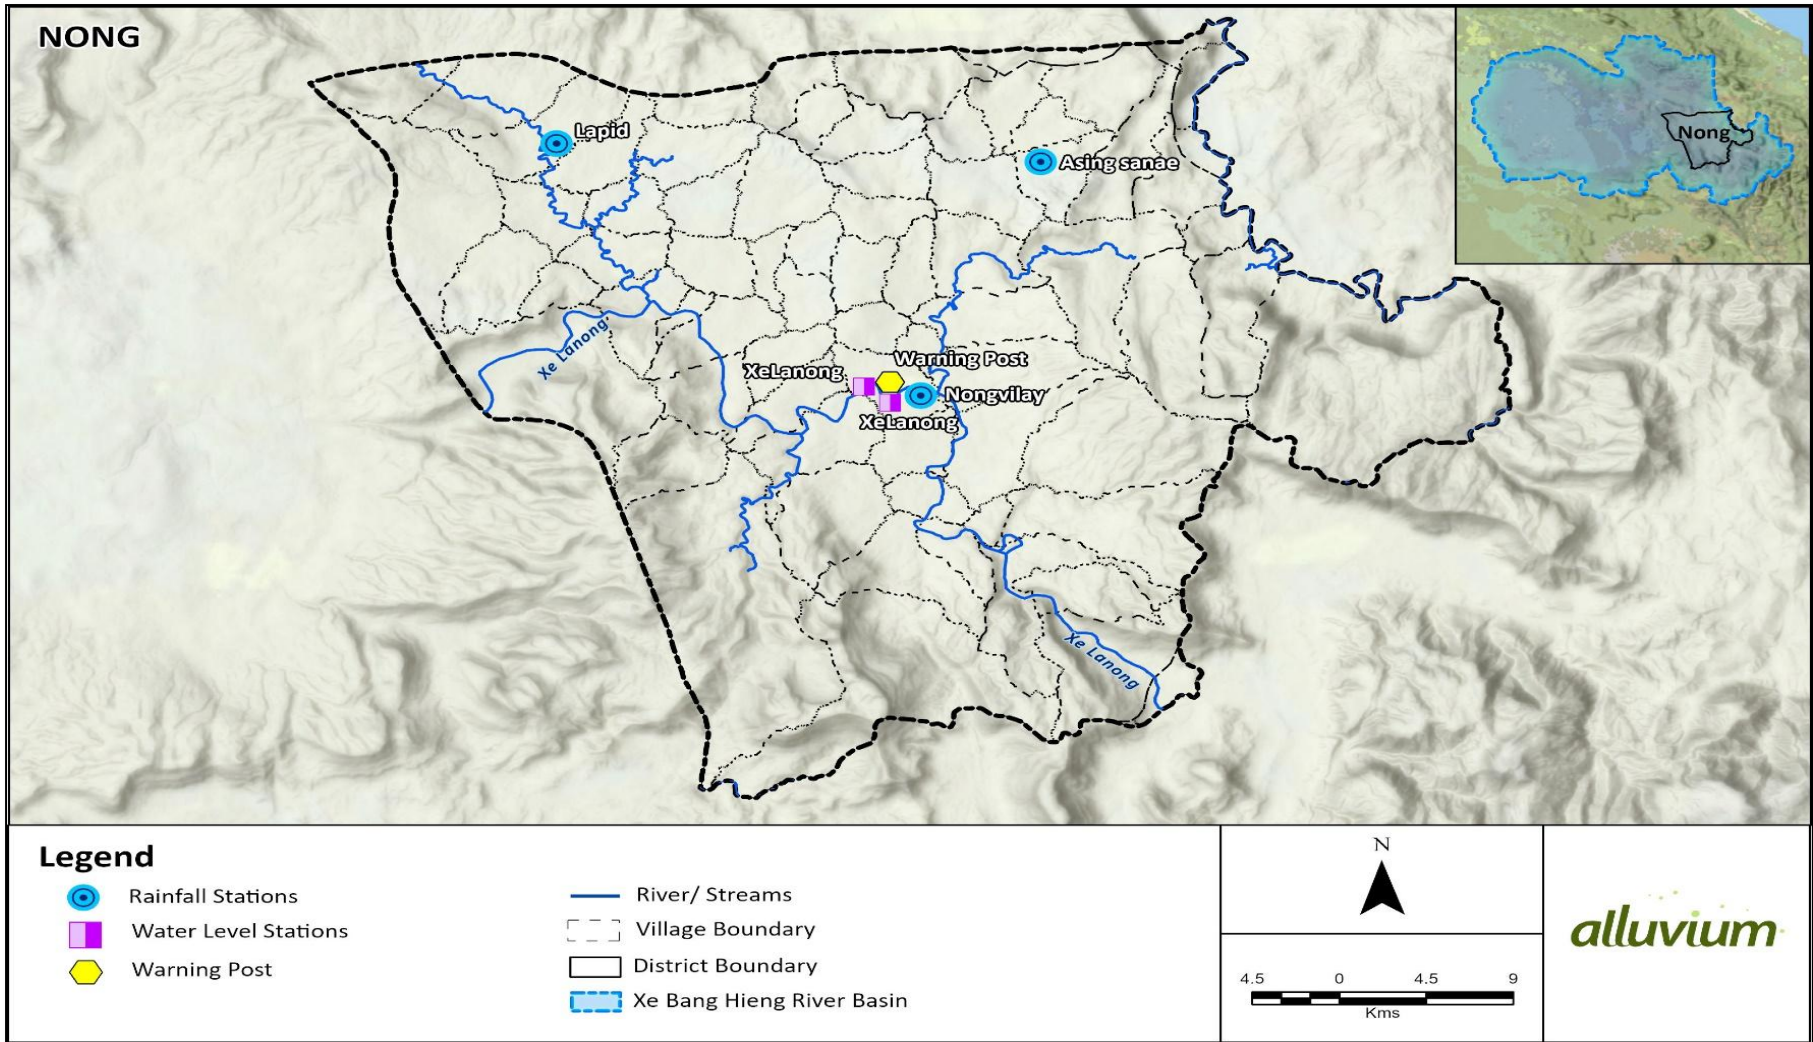 NONG
Nong
Lapid
Asing sanae
Xe Lanong
Warning Post
XeLanong
Nongvilay
XeLanong
Xe Lanong
Legend
Rainfall Stations
Water Level Stations
Warning Post
River/ Streams
Village Boundary
District Boundary
Xe Bang Hieng River Basin
N
4.5 0 4.5 9
Kms
alluvium